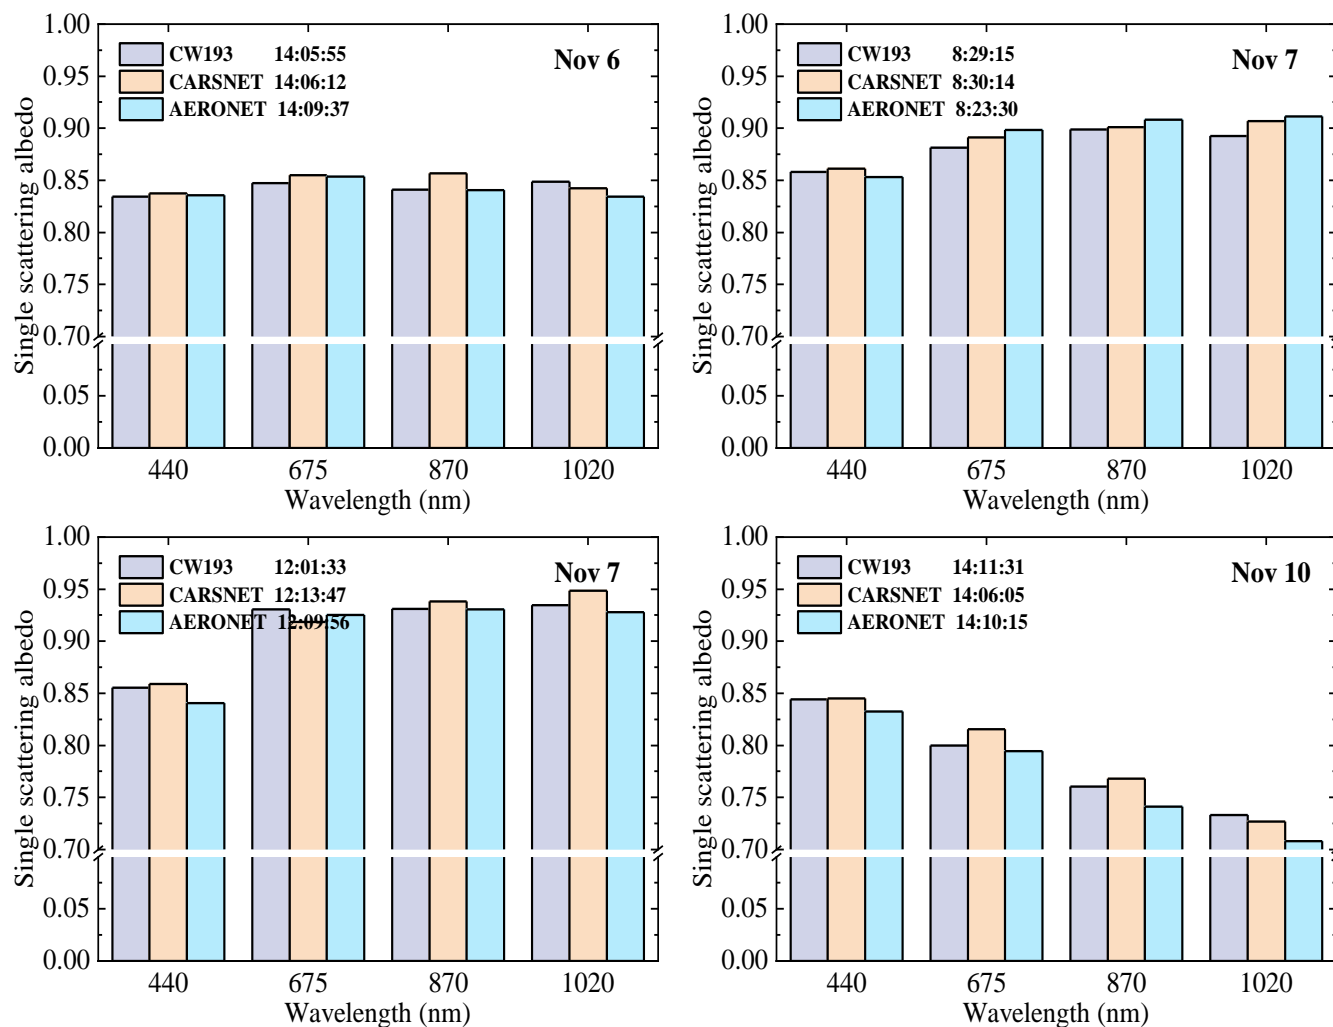 1.00
0.95
0.90
0.85
0.80
0.75
0.70
0.05
0.00
Single scattering albedo
CW193 14:05:55
CARSNET 14:06:12
AERONET 14:09:37
Nov 6
440 675 870 1020
Wavelength (nm)
1.00
0.95
0.90
0.85
0.80
0.75
0.70
0.05
0.00
Single scattering albedo
CW193 8:29:15
CARSNET 8:30:14
AERONET 8:23:30
Nov 7
440 675 870 1020
Wavelength (nm)
1.00
0.95
0.90
0.85
0.80
0.75
0.70
0.05
0.00
Single scattering albedo
CW193 12:01:33
CARSNET 12:13:47
AERONET 12:09:56
Nov 7
440 675 870 1020
Wavelength (nm)
1.00
0.95
0.90
0.85
0.80
0.75
0.70
0.05
0.00
Single scattering albedo
CW193 14:11:31
CARSNET 14:06:05
AERONET 14:10:15
Nov 10
440 675 870 1020
Wavelength (nm)